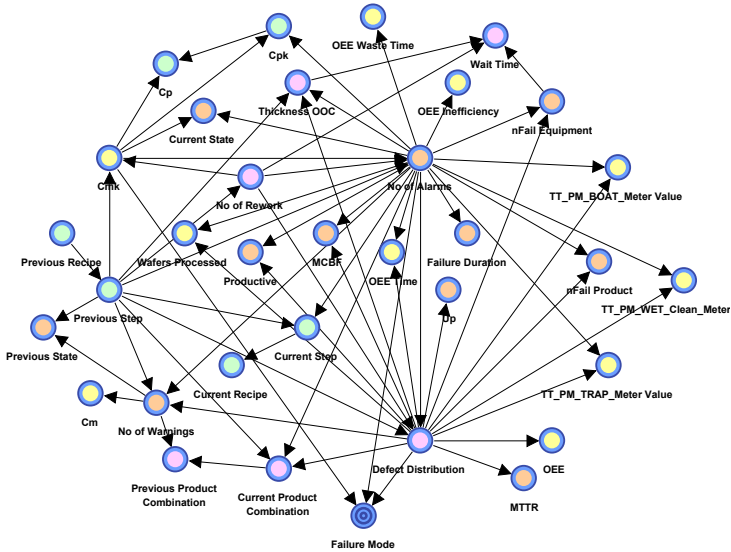 OEE Waste Time
Cpk
Wait Time
Cp
Thickness OOC
OEE Inefficiency
Current State
nFail Equipment
Cmk
No of Alarms
No of Rework
TT_PM_BOAT_Meter Value
Previous Recipe
Wafers Processed
MCBF
Failure Duration
Productive
OEE Time
nFail Product
TT_PM_WET_Clean_Meter
Previous Step
Up
Previous State
Current Step
Current Recipe
TT_PM_TRAP_Meter Value
Cm
No of Warnings
Defect Distribution
OEE
Previous Product
Combination
Current Product
Combination
MTTR
Failure Mode